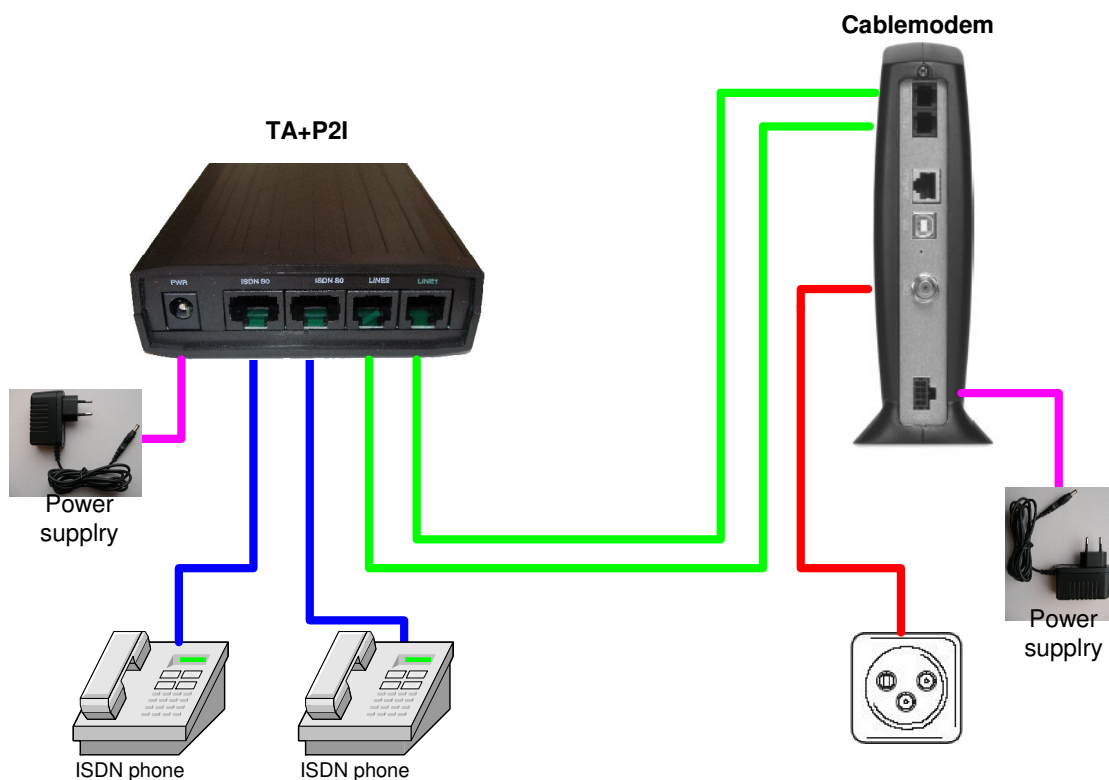 Cablemodem
TA+P2I
PWR
ISDN S0
ISDN S0
LINE2
LINE1
Power
supplry
Power
supplry
ISDN phone
ISDN phone